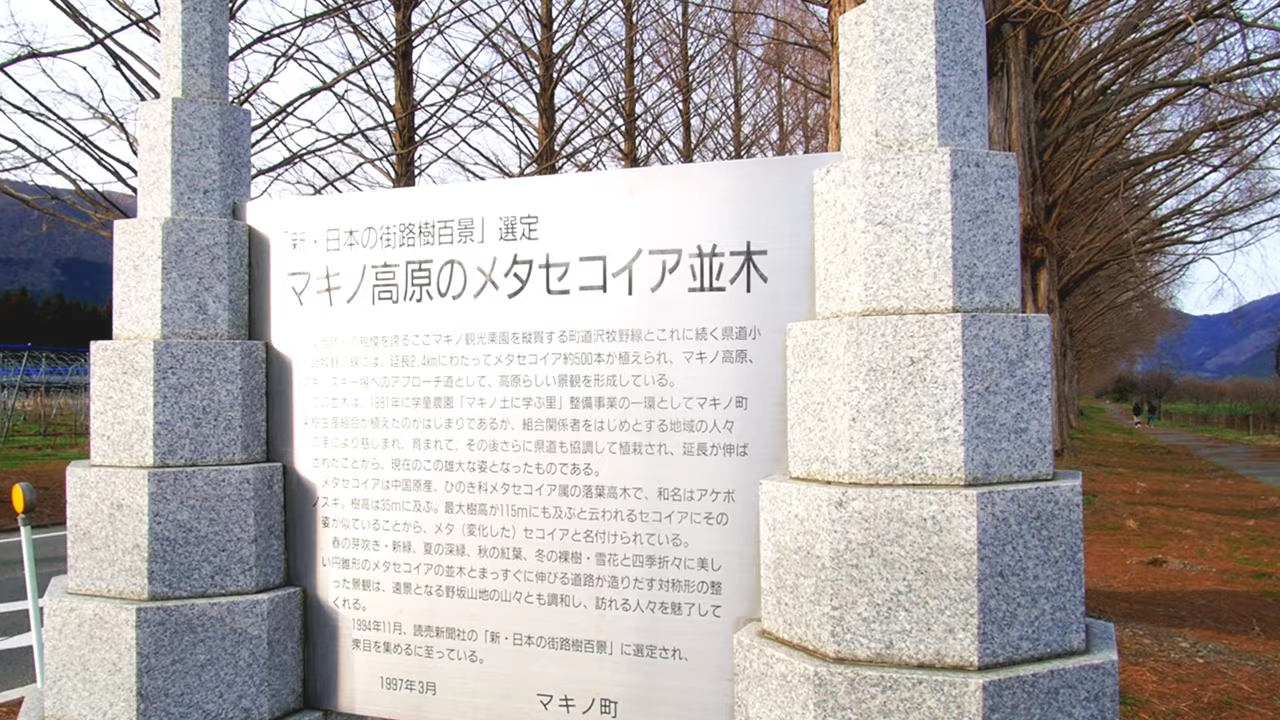 「新・日本の街路樹百景」選定
マキノ高原のメタセコイア並木
規模を誇るここマキノ観光栗園を縦貫する町道沢牧野線とこれに続く県道小
線には、延長2.4kmにわたってメタセコイア約500本が植えられ、マキノ高原、
スキー場へのアプローチ道として、高原らしい景観を形成している。
この並木は、1981年に学童農園「マキノ土に学ぶ里」整備事業の一環としてマキノ町
生産組合が植えたのがはじまりであるが、組合関係者をはじめとする地域の人々
の手により慈しまれ、育まれて、その後さらに県道も協調して植栽され、延長が伸ば
されたことから、現在のこの雄大な姿となったものである。
メタセコイアは中国原産、ひのき科メタセコイア属の落葉高木で、和名はアケボ
ノスギ。樹高は35mに及ぶ。最大樹高が115mにも及ぶと云われるセコイアにその
姿が似ていることから、メタ（変化した）セコイアと名付けられている。
春の芽吹き・新緑、夏の深緑、秋の紅葉、冬の裸樹・雪花と四季折々に美し
い円錐形のメタセコイアの並木とまっすぐに伸びる道路が造りだす対称形の整
った景観は、遠景となる野坂山地の山々とも調和し、訪れる人々を魅了して
くれる。
1994年11月、読売新聞社の「新・日本の街路樹百景」に選定され、
衆目を集めるに至っている。
1997年3月
マキノ町